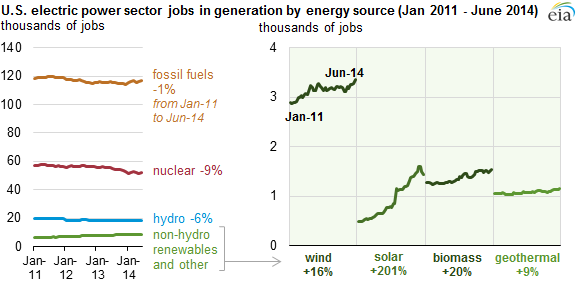 U.S. electric power sector jobs in generation by energy source (Jan 2011 - June 2014)
eia
thousands of jobs
140
120
100
80
60
40
20
0
Jan-11
Jan-12
Jan-13
Jan-14
fossil fuels
-1%
from Jan-11
to Jun-14
nuclear -9%
hydro -6%
non-hydro
renewables
and other
thousands of jobs
4
3
2
1
0
Jun-14
Jan-11
wind
+16%
solar
+201%
biomass
+20%
geothermal
+9%